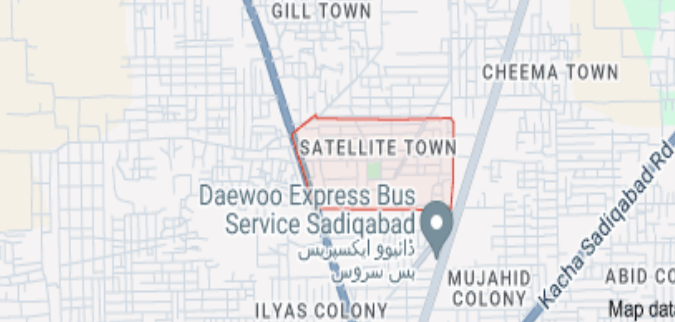 GILL TOWN
CHEEMA TOWN
SATELLITE TOWN
Daewoo Express Bus
Service Sadiqabad
ڈائیوو ایکسپریس
بس سروس
Kacha Sadiqabad Rd
MUJAHID
COLONY
ABID CO
ILYAS COLONY
Map data